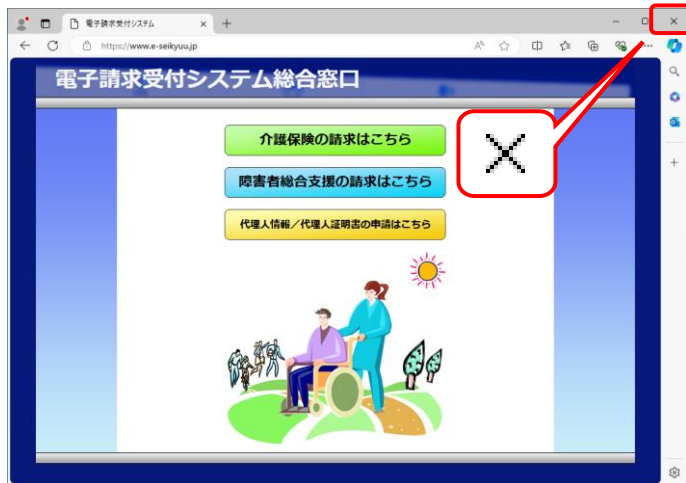 電子請求受付システム
https://www.e-seikyuu.jp
電子請求受付システム総合窓口
介護保険の請求はこちら
障害者総合支援の請求はこちら
代理人情報／代理人証明書の申請はこちら